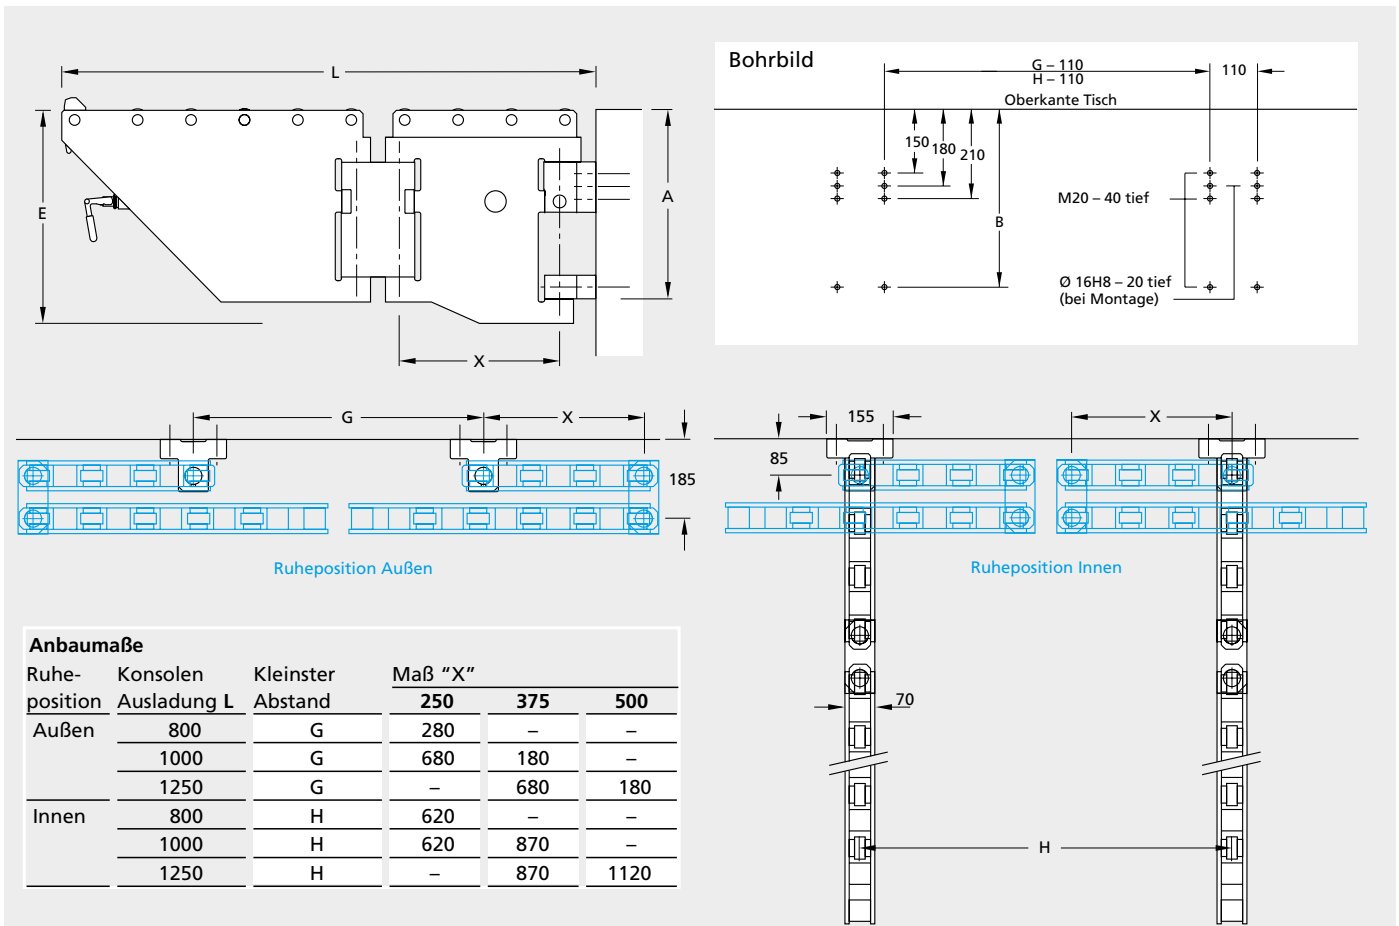 L
E
A
X
Bohrbild
G – 110
H – 110
110
Oberkante Tisch
150
180
210
B
M20 – 40 tief
Ø 16H8 – 20 tief
(bei Montage)
G
X
185
Ruheposition Außen
155
X
85
Ruheposition Innen
70
H
Anbaumaße
Ruhe- Konsolen Kleinster Maß “X”
position Ausladung L Abstand 250 375 500
Außen 800 G 280 – –
1000 G 680 180 –
1250 G – 680 180
Innen 800 H 620 – –
1000 H 620 870 –
1250 H – 870 1120